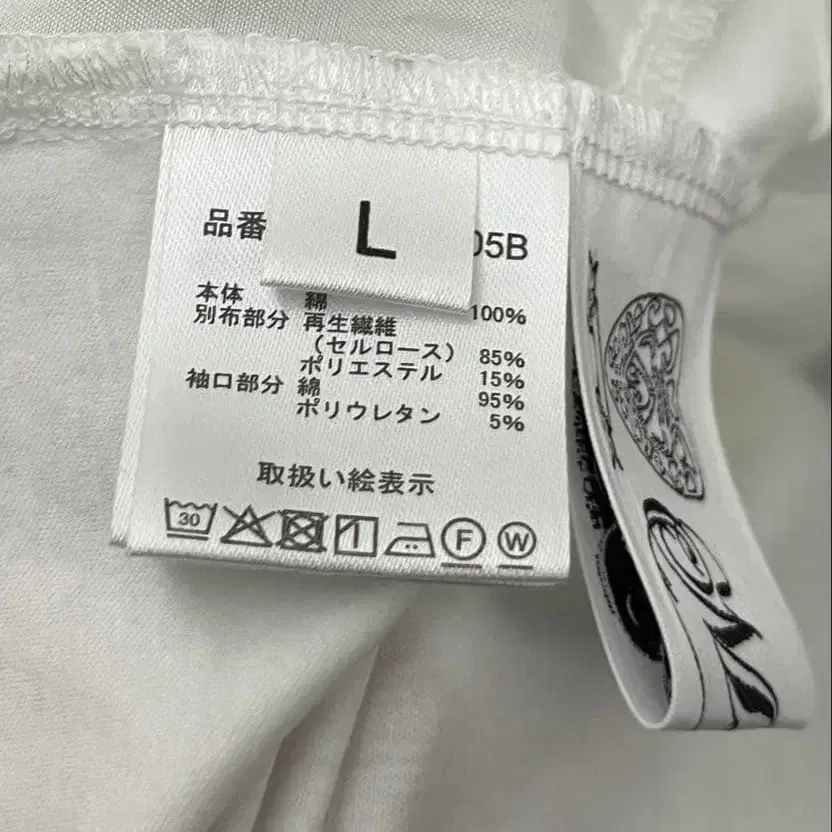 L
品番 05B
本体 綿 100%
別布部分 再生繊維
(セルロース) 85%
ポリエステル 15%
袖口部分 綿 95%
ポリウレタン 5%
取扱い絵表示
30 F W